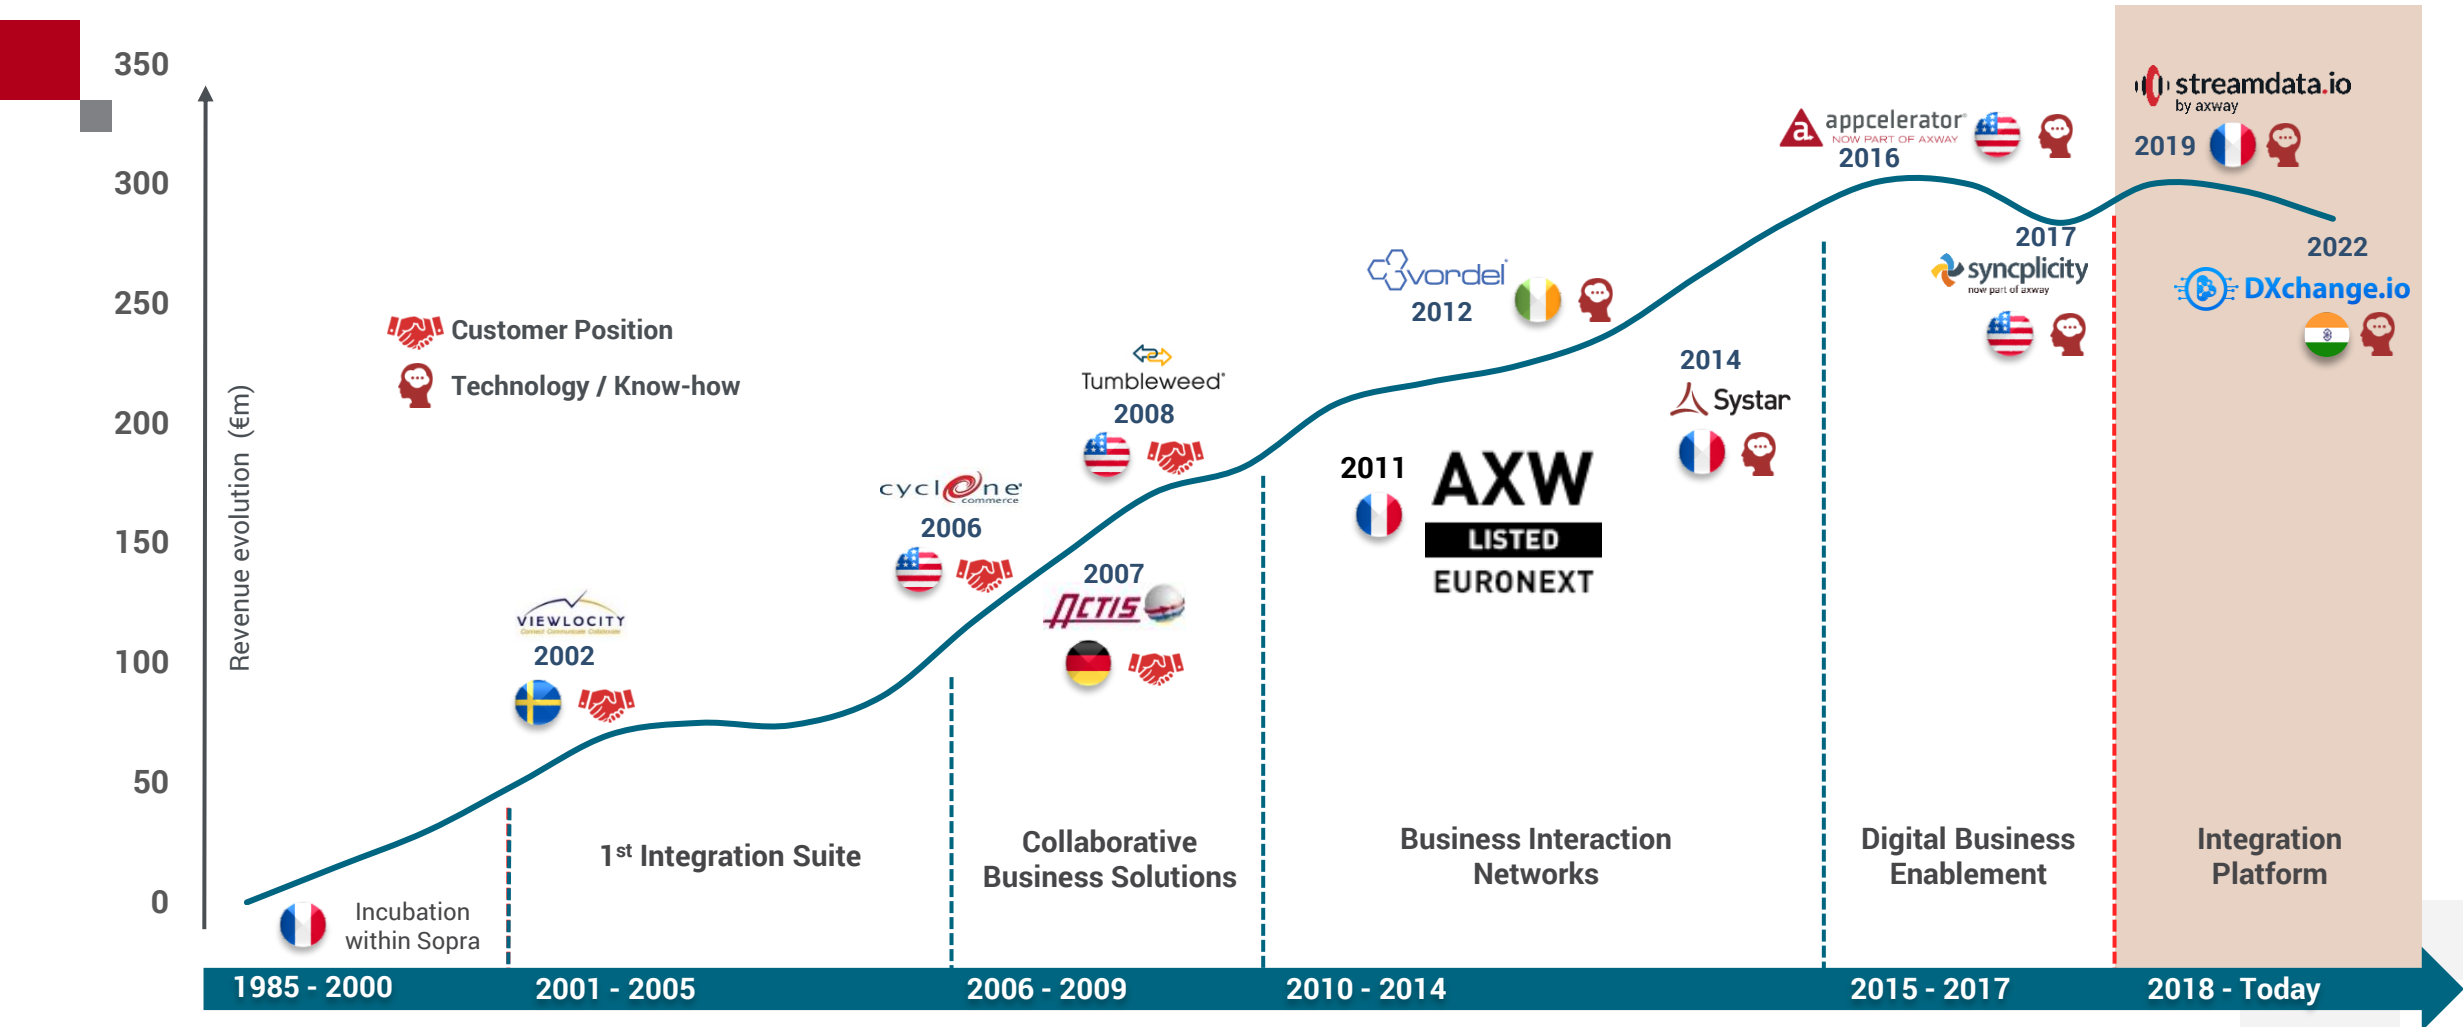 350
300
250
200
150
100
50
0
Revenue evolution (€m)
Customer Position
Technology / Know-how
Incubation
within Sopra
VIEWLOCITY
Connect Communicate Collaborate
2002
cyclone
commerce
2006
Tumbleweed
2008
2007
ACTIS
vordel
2012
2011
AXW
LISTED
EURONEXT
2014
Systar
a appcelerator
NOW PART OF AXWAY
2016
2017
syncplicity
now part of axway
streamdata.io
by axway
2019
2022
DXchange.io
1st Integration Suite
Collaborative
Business Solutions
Business Interaction
Networks
Digital Business
Enablement
Integration
Platform
1985 - 2000
2001 - 2005
2006 - 2009
2010 - 2014
2015 - 2017
2018 - Today